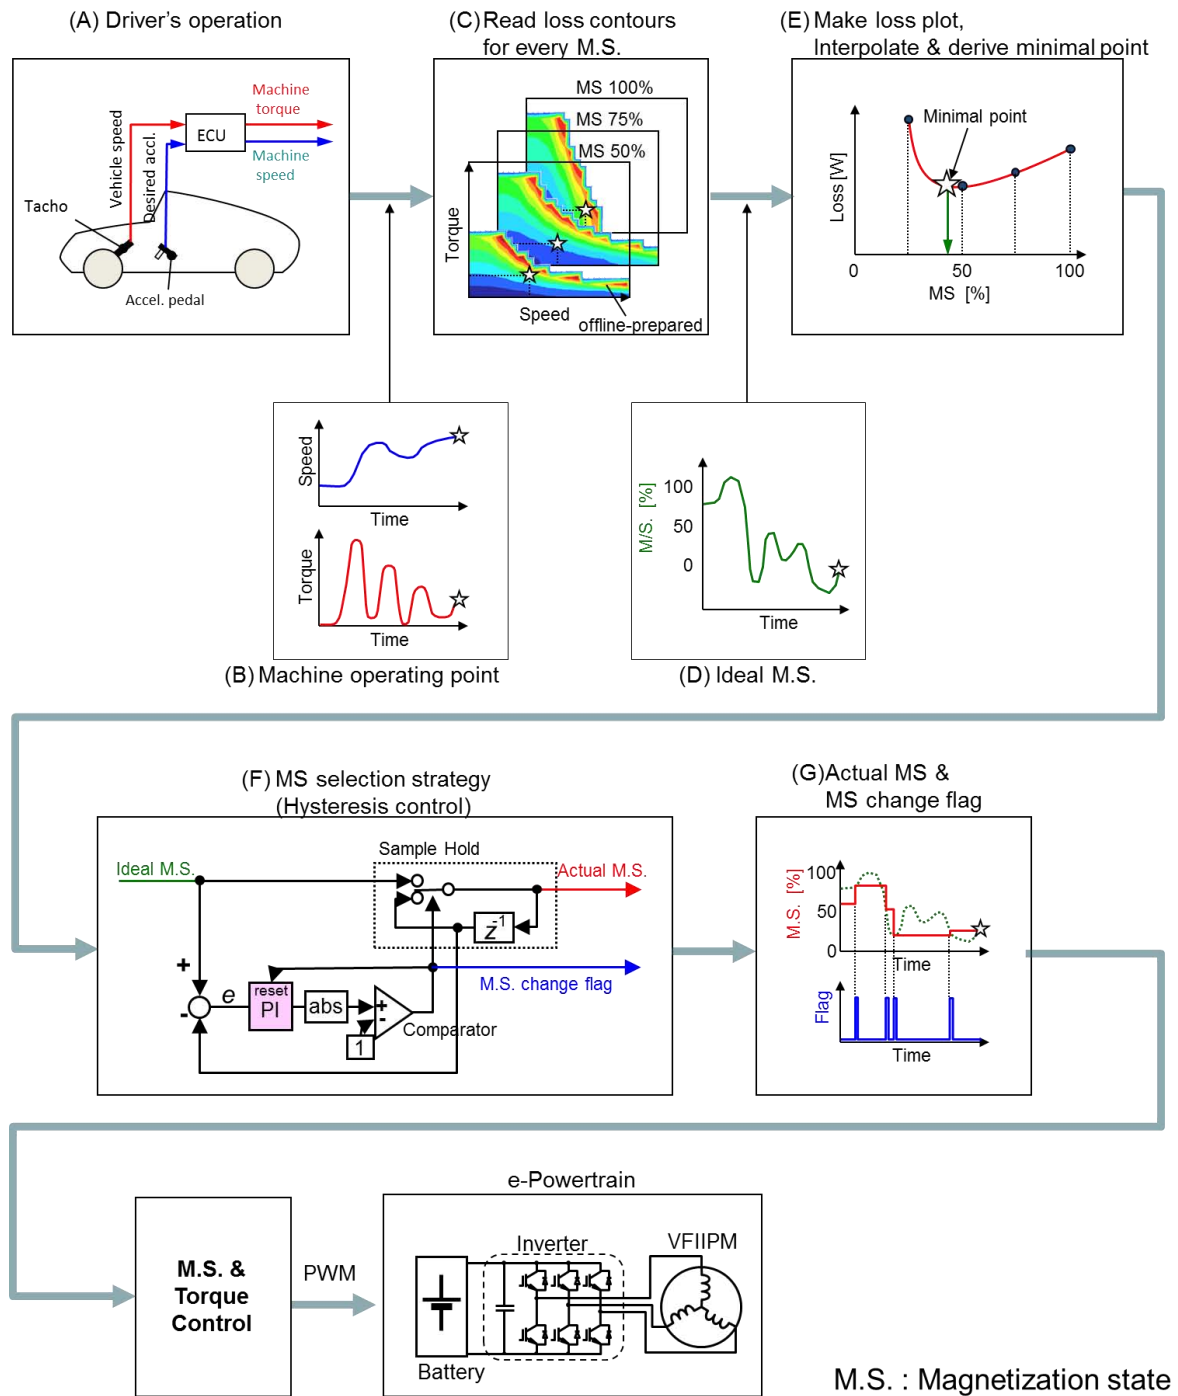 (A) Driver's operation
Machine
torque
ECU
Machine
speed
Vehicle speed
Desired accl.
Tacho
Accel. pedal
(C) Read loss contours
for every M.S.
MS 100%
MS 75%
MS 50%
Torque
Speed
offline-prepared
(E) Make loss plot,
Interpolate & derive minimal point
Minimal point
Loss [W]
0
50
100
MS [%]
Speed
Time
Torque
Time
(B) Machine operating point
M/S. [%]
100
50
0
Time
(D) Ideal M.S.
(F) MS selection strategy
(Hysteresis control)
Ideal M.S.
Sample Hold
Actual M.S.
z-1
+
-
e
reset
PI
abs
+
-
1
Comparator
M.S. change flag
(G) Actual MS &
MS change flag
M.S. [%]
100
50
0
Time
Flag
Time
M.S. &
Torque
Control
PWM
e-Powertrain
Inverter
VFIIPM
Battery
M.S. : Magnetization state